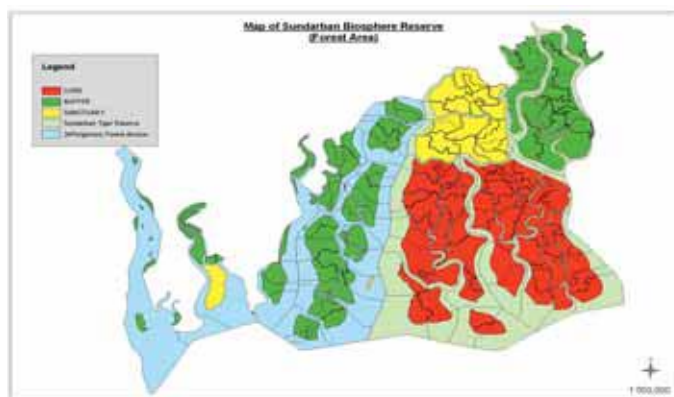 Map of Sundarban Biosphere Reserve
(Forest Area)
Legend
CORE
BUFFER
SANCTUARY
Sundarban Tiger Reserve
24Parganas, Forest division